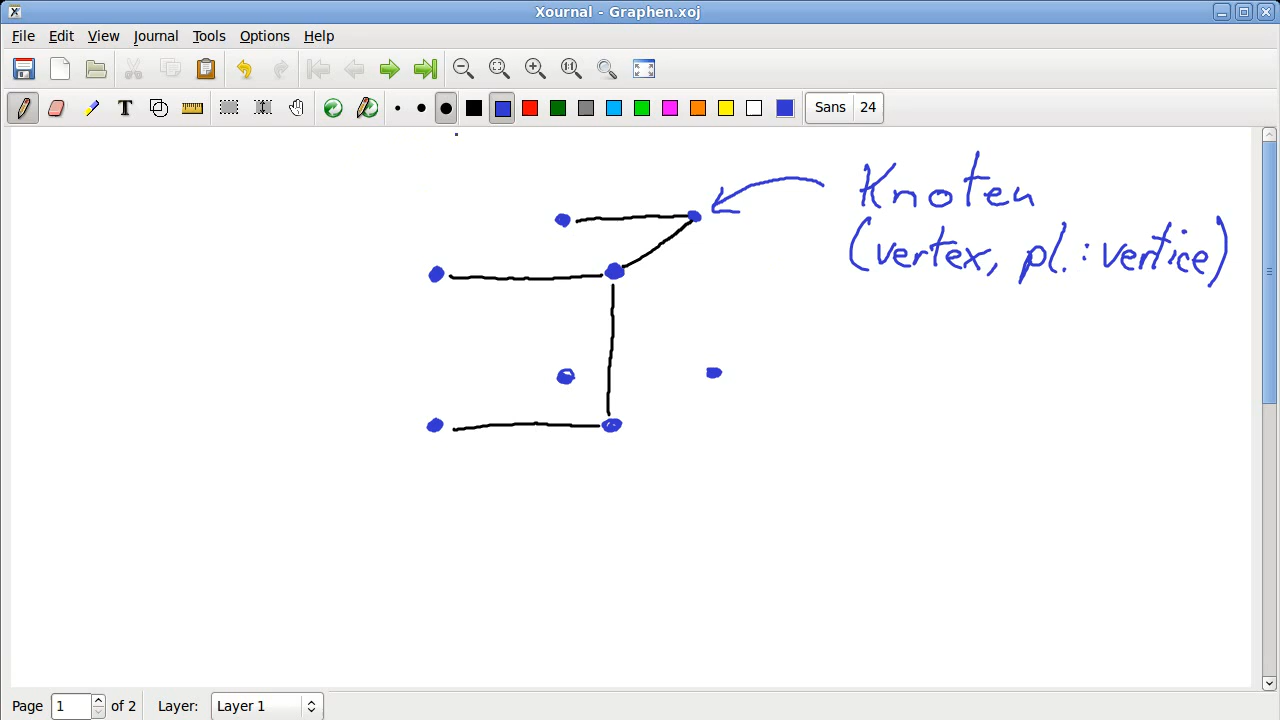 Xournal - Graphen.xoj
File Edit View Journal Tools Options Help
T Sans 24
Knoten
(vertex, pl.: vertice)
Page 1 of 2 Layer: Layer 1